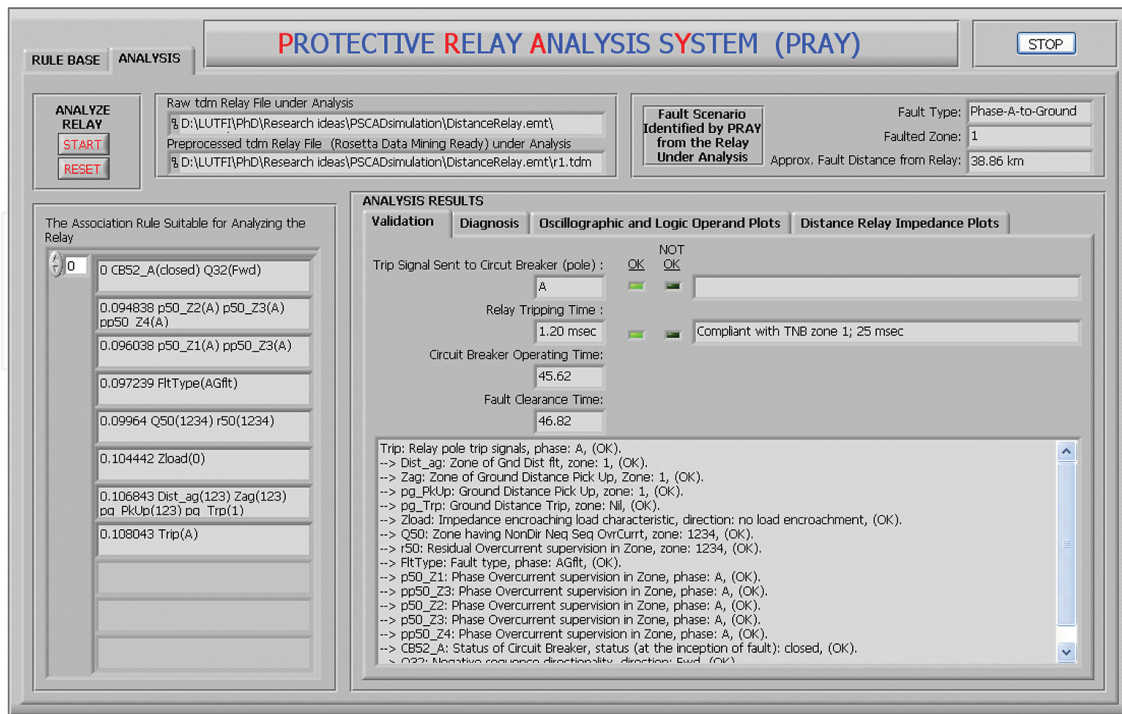 PROTECTIVE RELAY ANALYSIS SYSTEM (PRAY)
STOP
RULE BASE
ANALYSIS
ANALYZE
RELAY
START
RESET
Raw tdm Relay File under Analysis
D:\LUTFI\PhD\Research ideas\PSCADsimulation\DistanceRelay.emt\
Preprocessed tdm Relay File (Rosetta Data Mining Ready) under Analysis
D:\LUTFI\PhD\Research ideas\PSCADsimulation\DistanceRelay.emt\r1.tdm
Fault Scenario
Identified by PRAY
from the Relay
Under Analysis
Fault Type: Phase-A-to-Ground
Faulted Zone: 1
Approx. Fault Distance from Relay: 38.86 km
The Association Rule Suitable for Analyzing the
Relay
0
0 CB52_A(closed) Q32(Fwd)
0.094838 p50_Z2(A) p50_Z3(A)
pp50_Z4(A)
0.096038 p50_Z1(A) pp50_Z3(A)
0.097239 FltType(AGflt)
0.09964 Q50(1234) r50(1234)
0.104442 Zload(0)
0.106843 Dist_ag(123) Zag(123)
pg_PkUp(123) pg_Trp(1)
0.108043 Trip(A)
ANALYSIS RESULTS
Validation
Diagnosis
Oscillographic and Logic Operand Plots
Distance Relay Impedance Plots
Trip Signal Sent to Circut Breaker (pole) :
OK
NOT
OK
A
Relay Tripping Time :
1.20 msec
Compliant with TNB zone 1; 25 msec
Circuit Breaker Operating Time:
45.62
Fault Clearance Time:
46.82
Trip: Relay pole trip signals, phase: A, (OK).
--> Dist_ag: Zone of Gnd Dist flt, zone: 1, (OK).
--> Zag: Zone of Ground Distance Pick Up, Zone: 1, (OK).
--> pg_PkUp: Ground Distance Pick Up, zone: 1, (OK).
--> pg_Trp: Ground Distance Trip, zone: Nil, (OK).
--> Zload: Impedance encroaching load characteristic, direction: no load encroachment, (OK).
--> Q50: Zone having NonDir Neq Seq OvrCurrt, zone: 1234, (OK).
--> r50: Residual Overcurrent supervision in Zone, zone: 1234, (OK).
--> FltType: Fault type, phase: AGflt, (OK).
--> p50_Z1: Phase Overcurrent supervision in Zone, phase: A, (OK).
--> pp50_Z3: Phase Overcurrent supervision in Zone, phase: A, (OK).
--> p50_Z2: Phase Overcurrent supervision in Zone, phase: A, (OK).
--> p50_Z3: Phase Overcurrent supervision in Zone, phase: A, (OK).
--> pp50_Z4: Phase Overcurrent supervision in Zone, phase: A, (OK).
--> CB52_A: Status of Circuit Breaker, status (at the inception of fault): closed, (OK).
--> Q32: Negative sequence directionality, direction: Fwd, (OK)